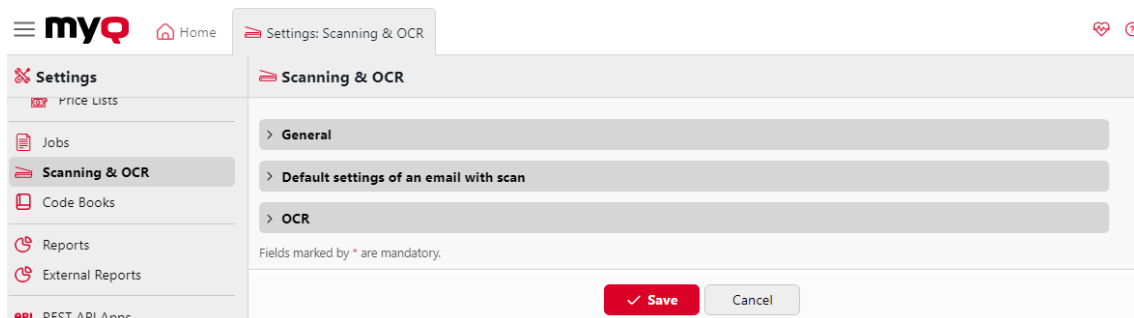 myQ
Home
Settings: Scanning & OCR
Settings
Scanning & OCR
Price Lists
General
Jobs
Scanning & OCR
Default settings of an email with scan
Code Books
OCR
Reports
Fields marked by * are mandatory.
External Reports
Save
Cancel
REST API Apps